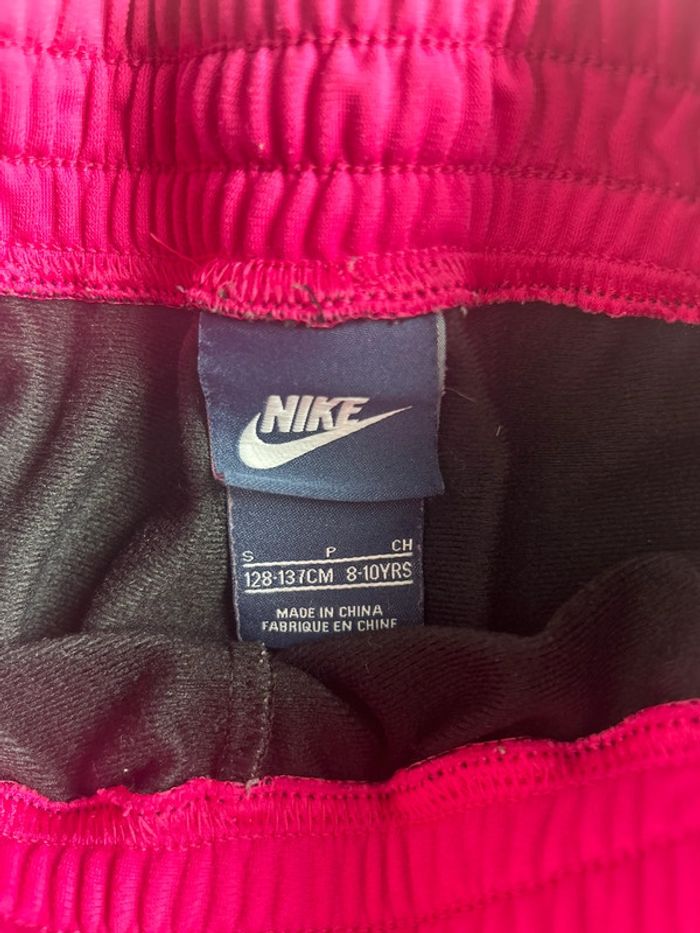 NIKE
S P CH
128-137CM 8-10YRS
MADE IN CHINA
FABRIQUE EN CHINE